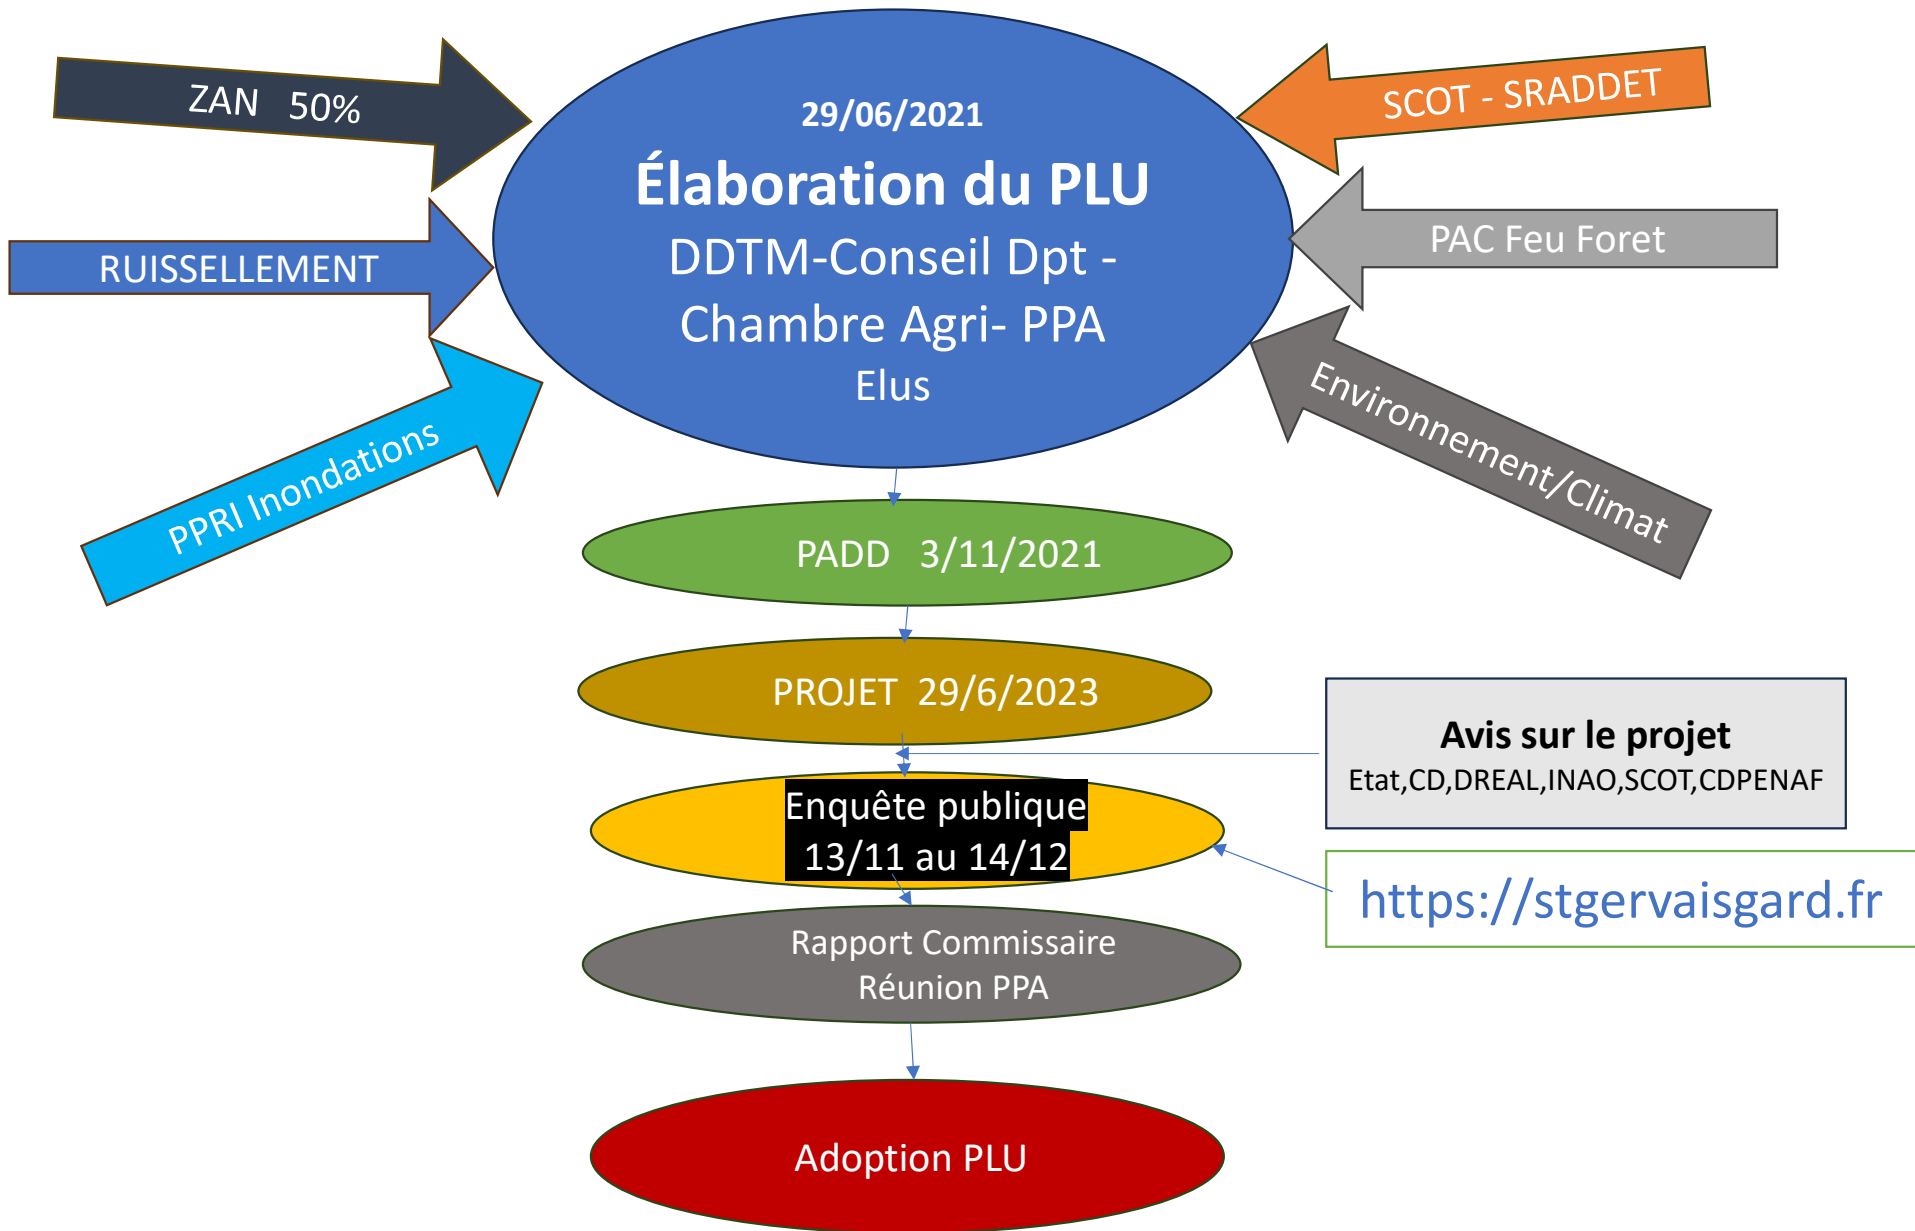 ZAN 50%
RUISSELLEMENT
PPRI Inondations
29/06/2021
Élaboration du PLU
DDTM-Conseil Dpt -
Chambre Agri- PPA
Elus
SCOT - SRADDET
PAC Feu Foret
Environnement/Climat
PADD 3/11/2021
PROJET 29/6/2023
Avis sur le projet
Etat,CD,DREAL,INAO,SCOT,CDPENAF
Enquête publique
13/11 au 14/12
https://stgervaisgard.fr
Rapport Commissaire
Réunion PPA
Adoption PLU